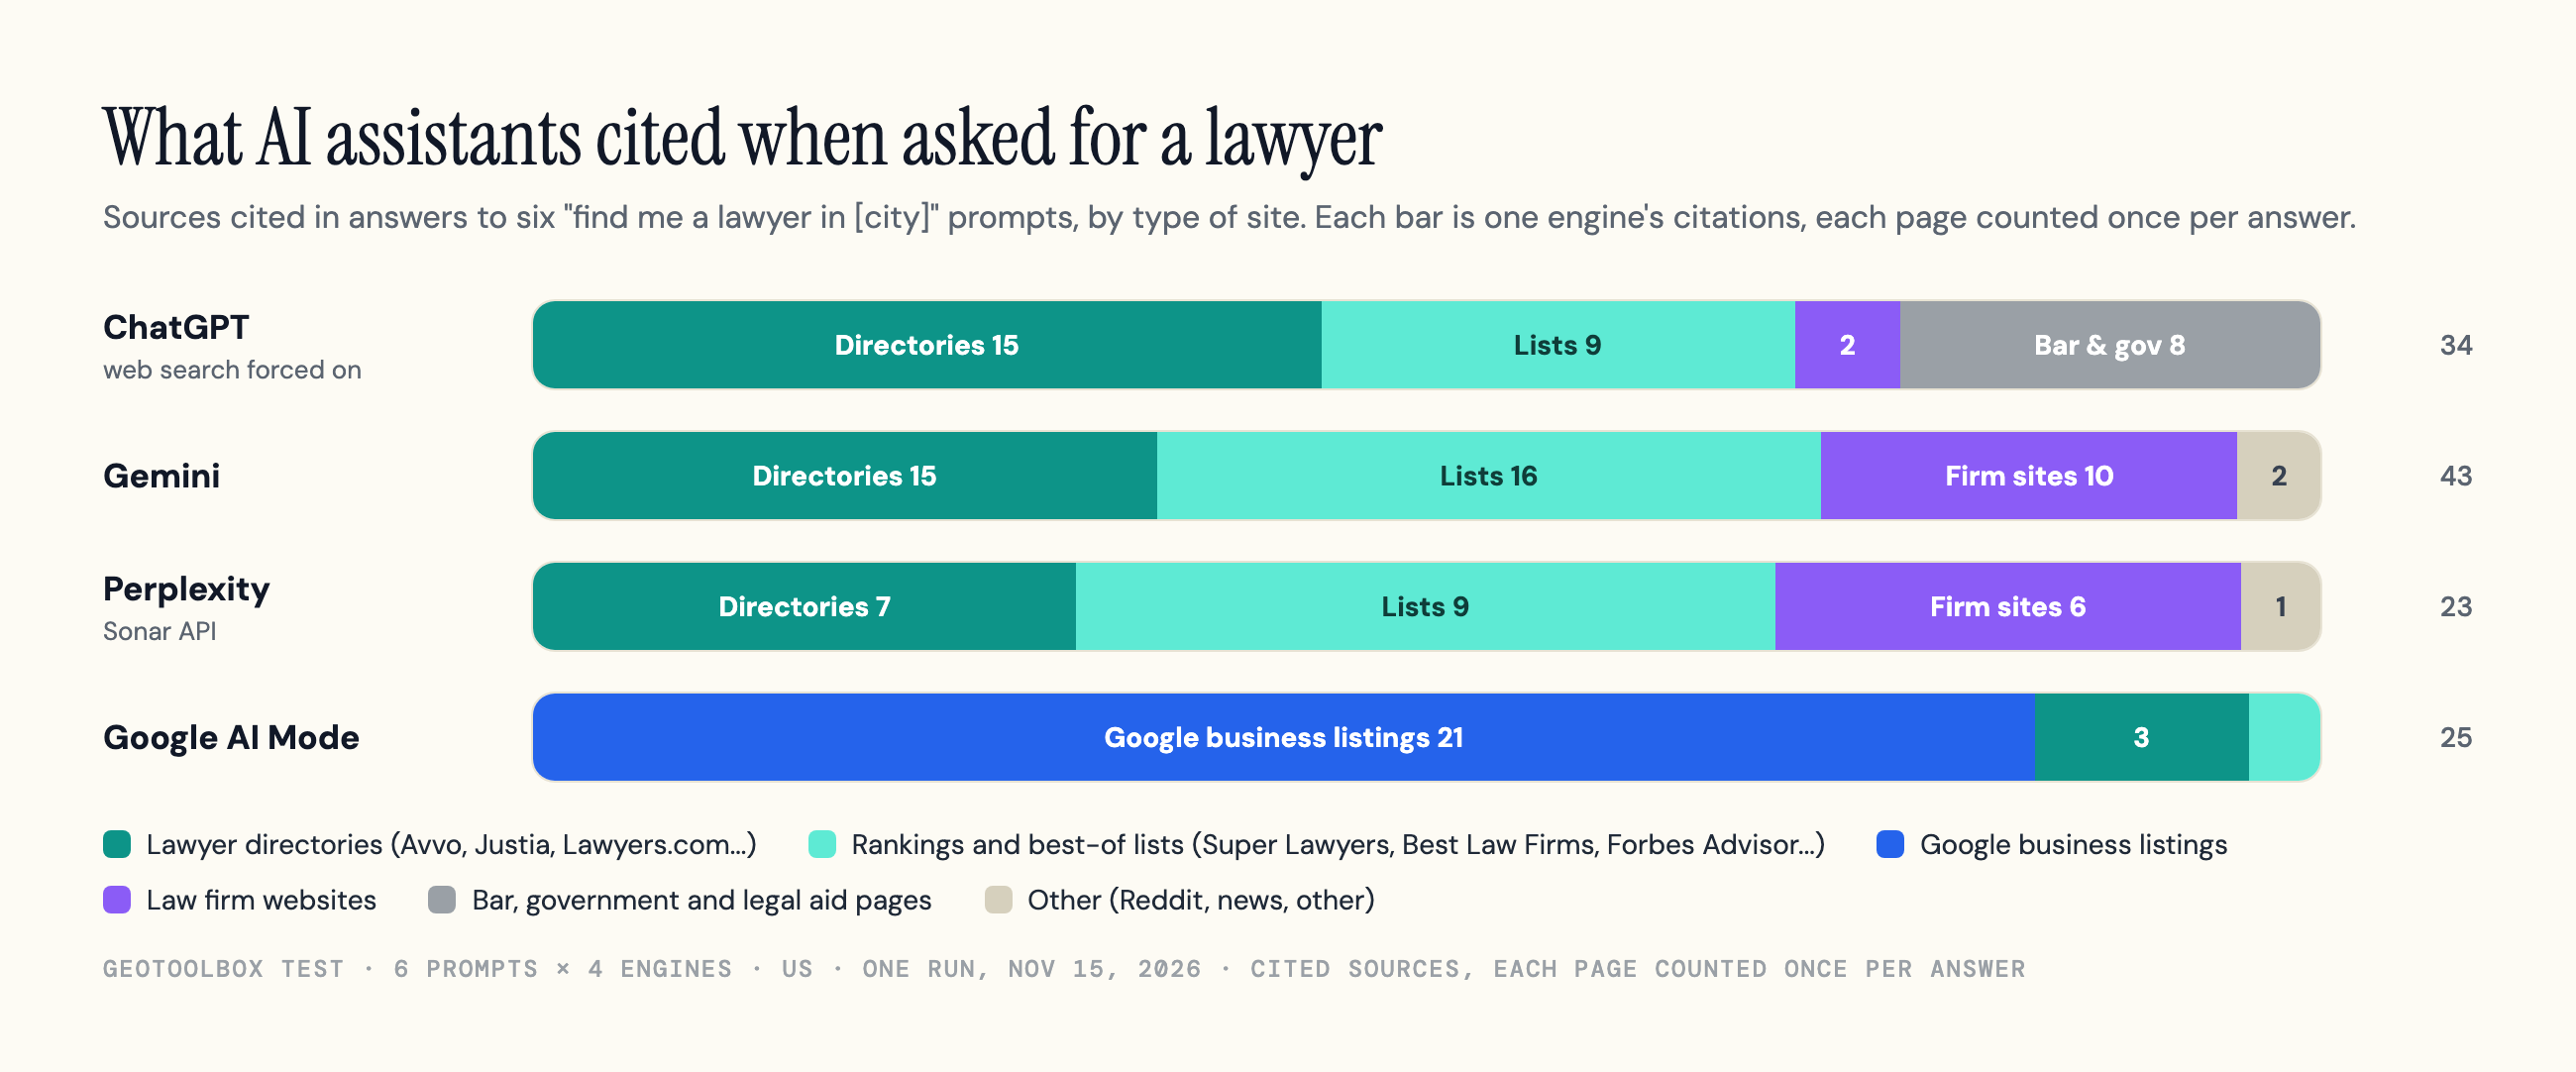 What AI assistants cited when asked for a lawyer
Sources cited in answers to six "find me a lawyer in [city]" prompts, by type of site. Each bar is one engine's citations, each page counted once per answer.
ChatGPT
web search forced on
Directories 15
Lists 9
2
Bar & gov 8
34
Gemini
Directories 15
Lists 16
Firm sites 10
2
43
Perplexity
Sonar API
Directories 7
Lists 9
Firm sites 6
1
23
Google AI Mode
Google business listings 21
3
25
Lawyer directories (Avvo, Justia, Lawyers.com...)
Rankings and best-of lists (Super Lawyers, Best Law Firms, Forbes Advisor...)
Google business listings
Law firm websites
Bar, government and legal aid pages
Other (Reddit, news, other)
GEOTOOLBOX TEST · 6 PROMPTS × 4 ENGINES · US · ONE RUN, NOV 15, 2026 · CITED SOURCES, EACH PAGE COUNTED ONCE PER ANSWER